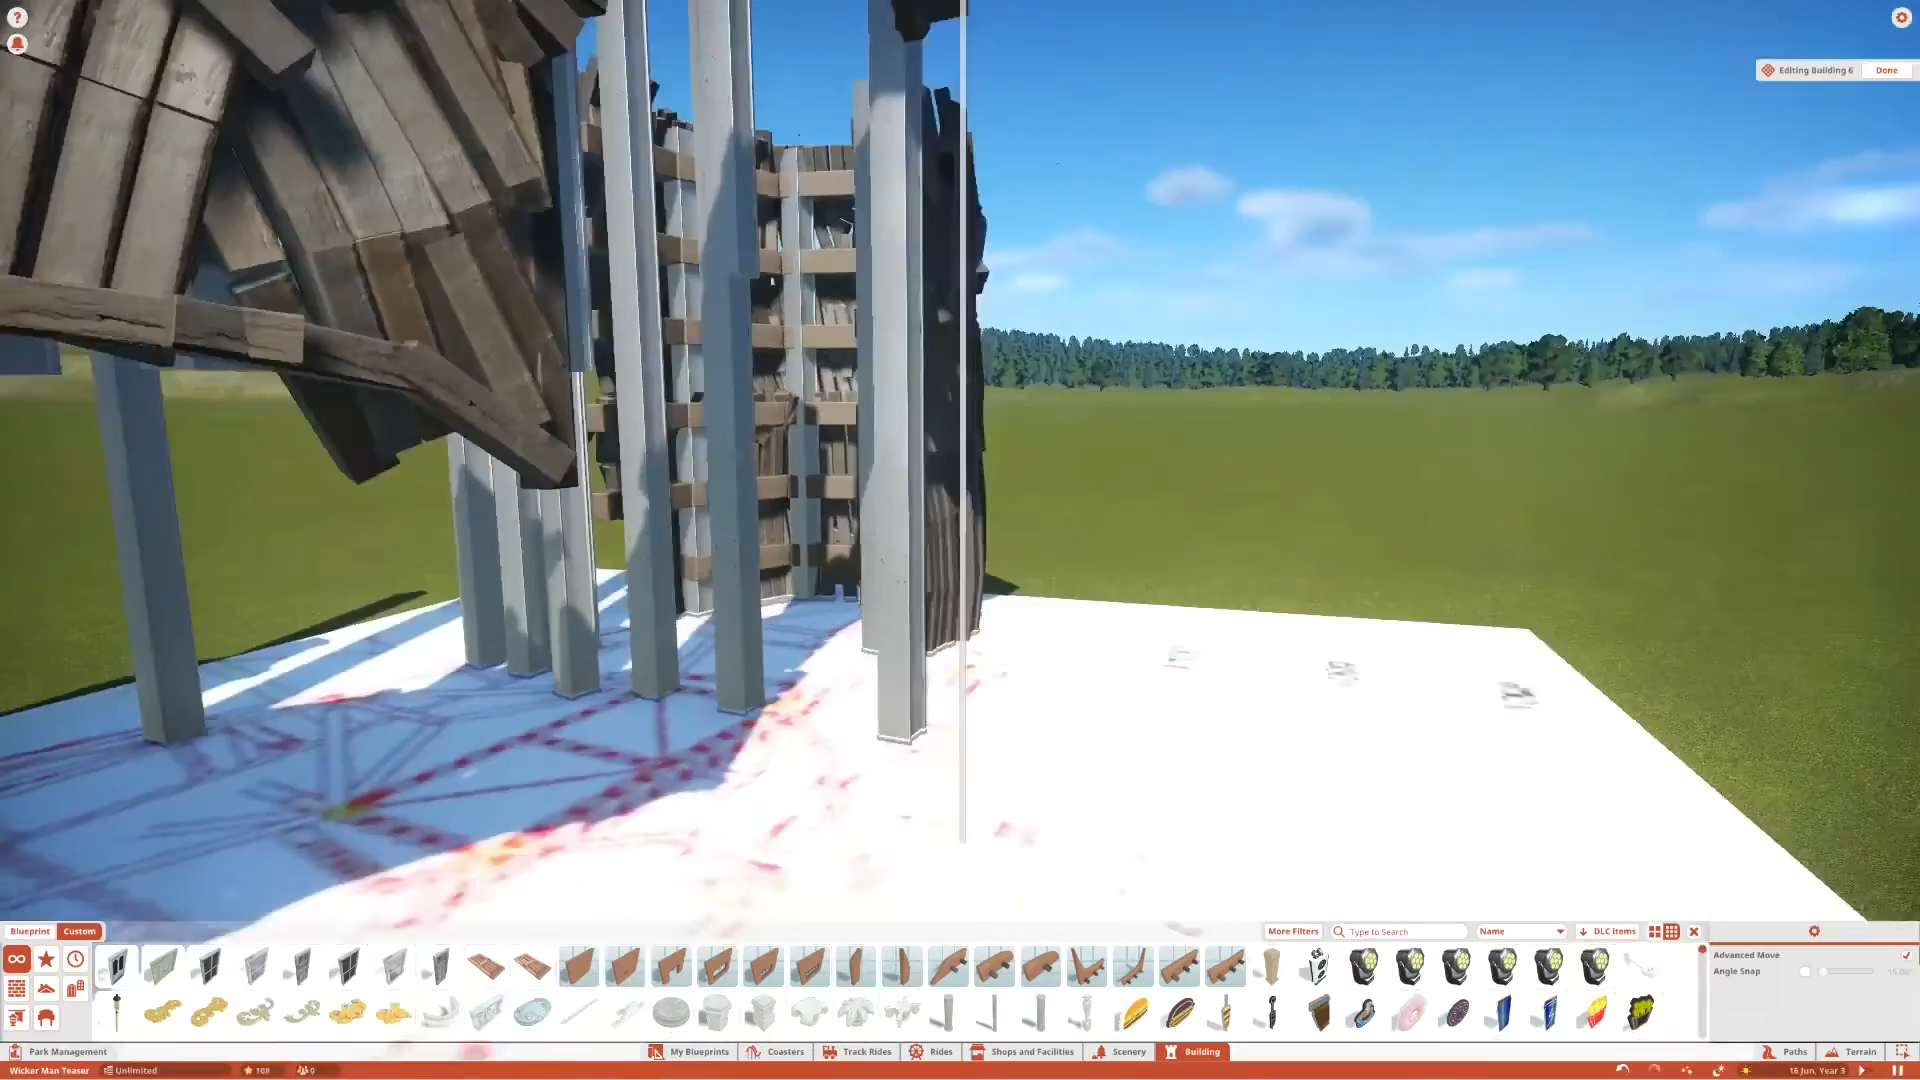 ?
Editing Building 6
Done
Blueprint
Custom
More Filters
Type to Search
Name
DLC Items
Advanced Move
Angle Snap
Park Management
My Blueprints
Coasters
Track Rides
Rides
Shops and Facilities
Scenery
Building
Paths
Terrain
Wicker Man Teaser
Unlimited
108
0
16 Jun, Year 3